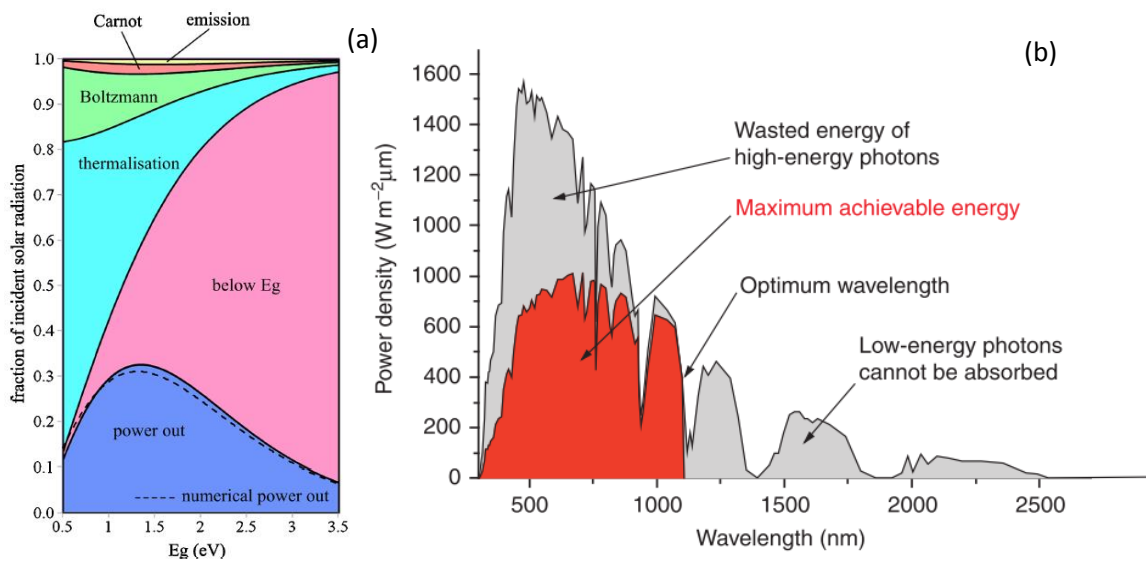 Carnot
emission
(a)
1.0
0.9
0.8
0.7
0.6
0.5
0.4
0.3
0.2
0.1
0.0
fraction of incident solar radiation
Boltzmann
thermalisation
below Eg
power out
numerical power out
0.5 1 1.5 2 2.5 3 3.5
Eg (eV)
(b)
1600
1400
1200
1000
1000
600
400
200
0
Power density (W m⁻² μm)
Wasted energy of
high-energy photons
Maximum achievable energy
Optimum wavelength
Low-energy photons
cannot be absorbed
500 1000 1500 2000 2500
Wavelength (nm)